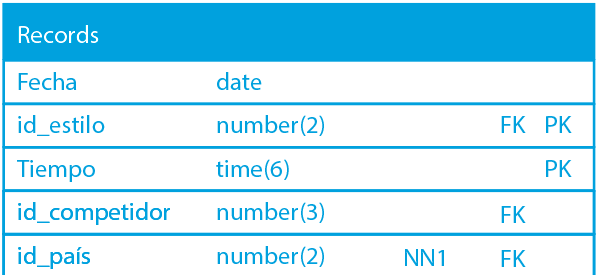 Records
Fecha date
id_estilo number(2) FK PK
Tiempo time(6) PK
id_competidor number(3) FK
id_país number(2) NN1 FK